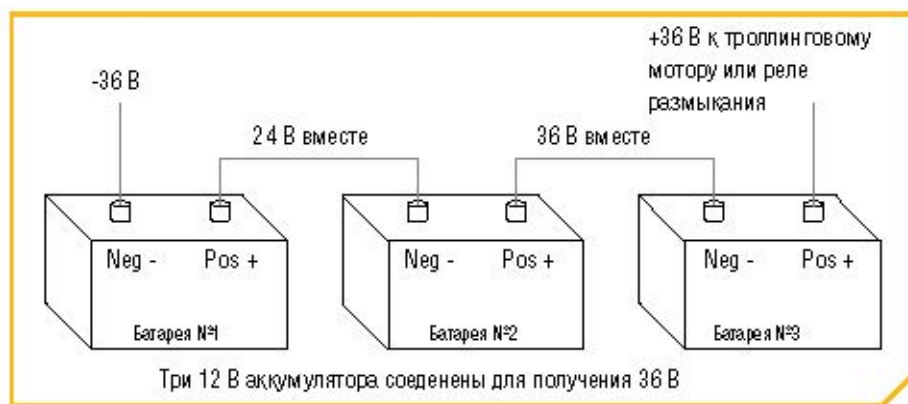 +36 В к троллинговому
мотору или реле
размыкания
-36 В
24 В вместе
36 В вместе
Neg - Pos +
Neg - Pos +
Neg - Pos +
Батарея №1
Батарея №2
Батарея №3
Три 12 В аккумулятора соеденены для получения 36 В